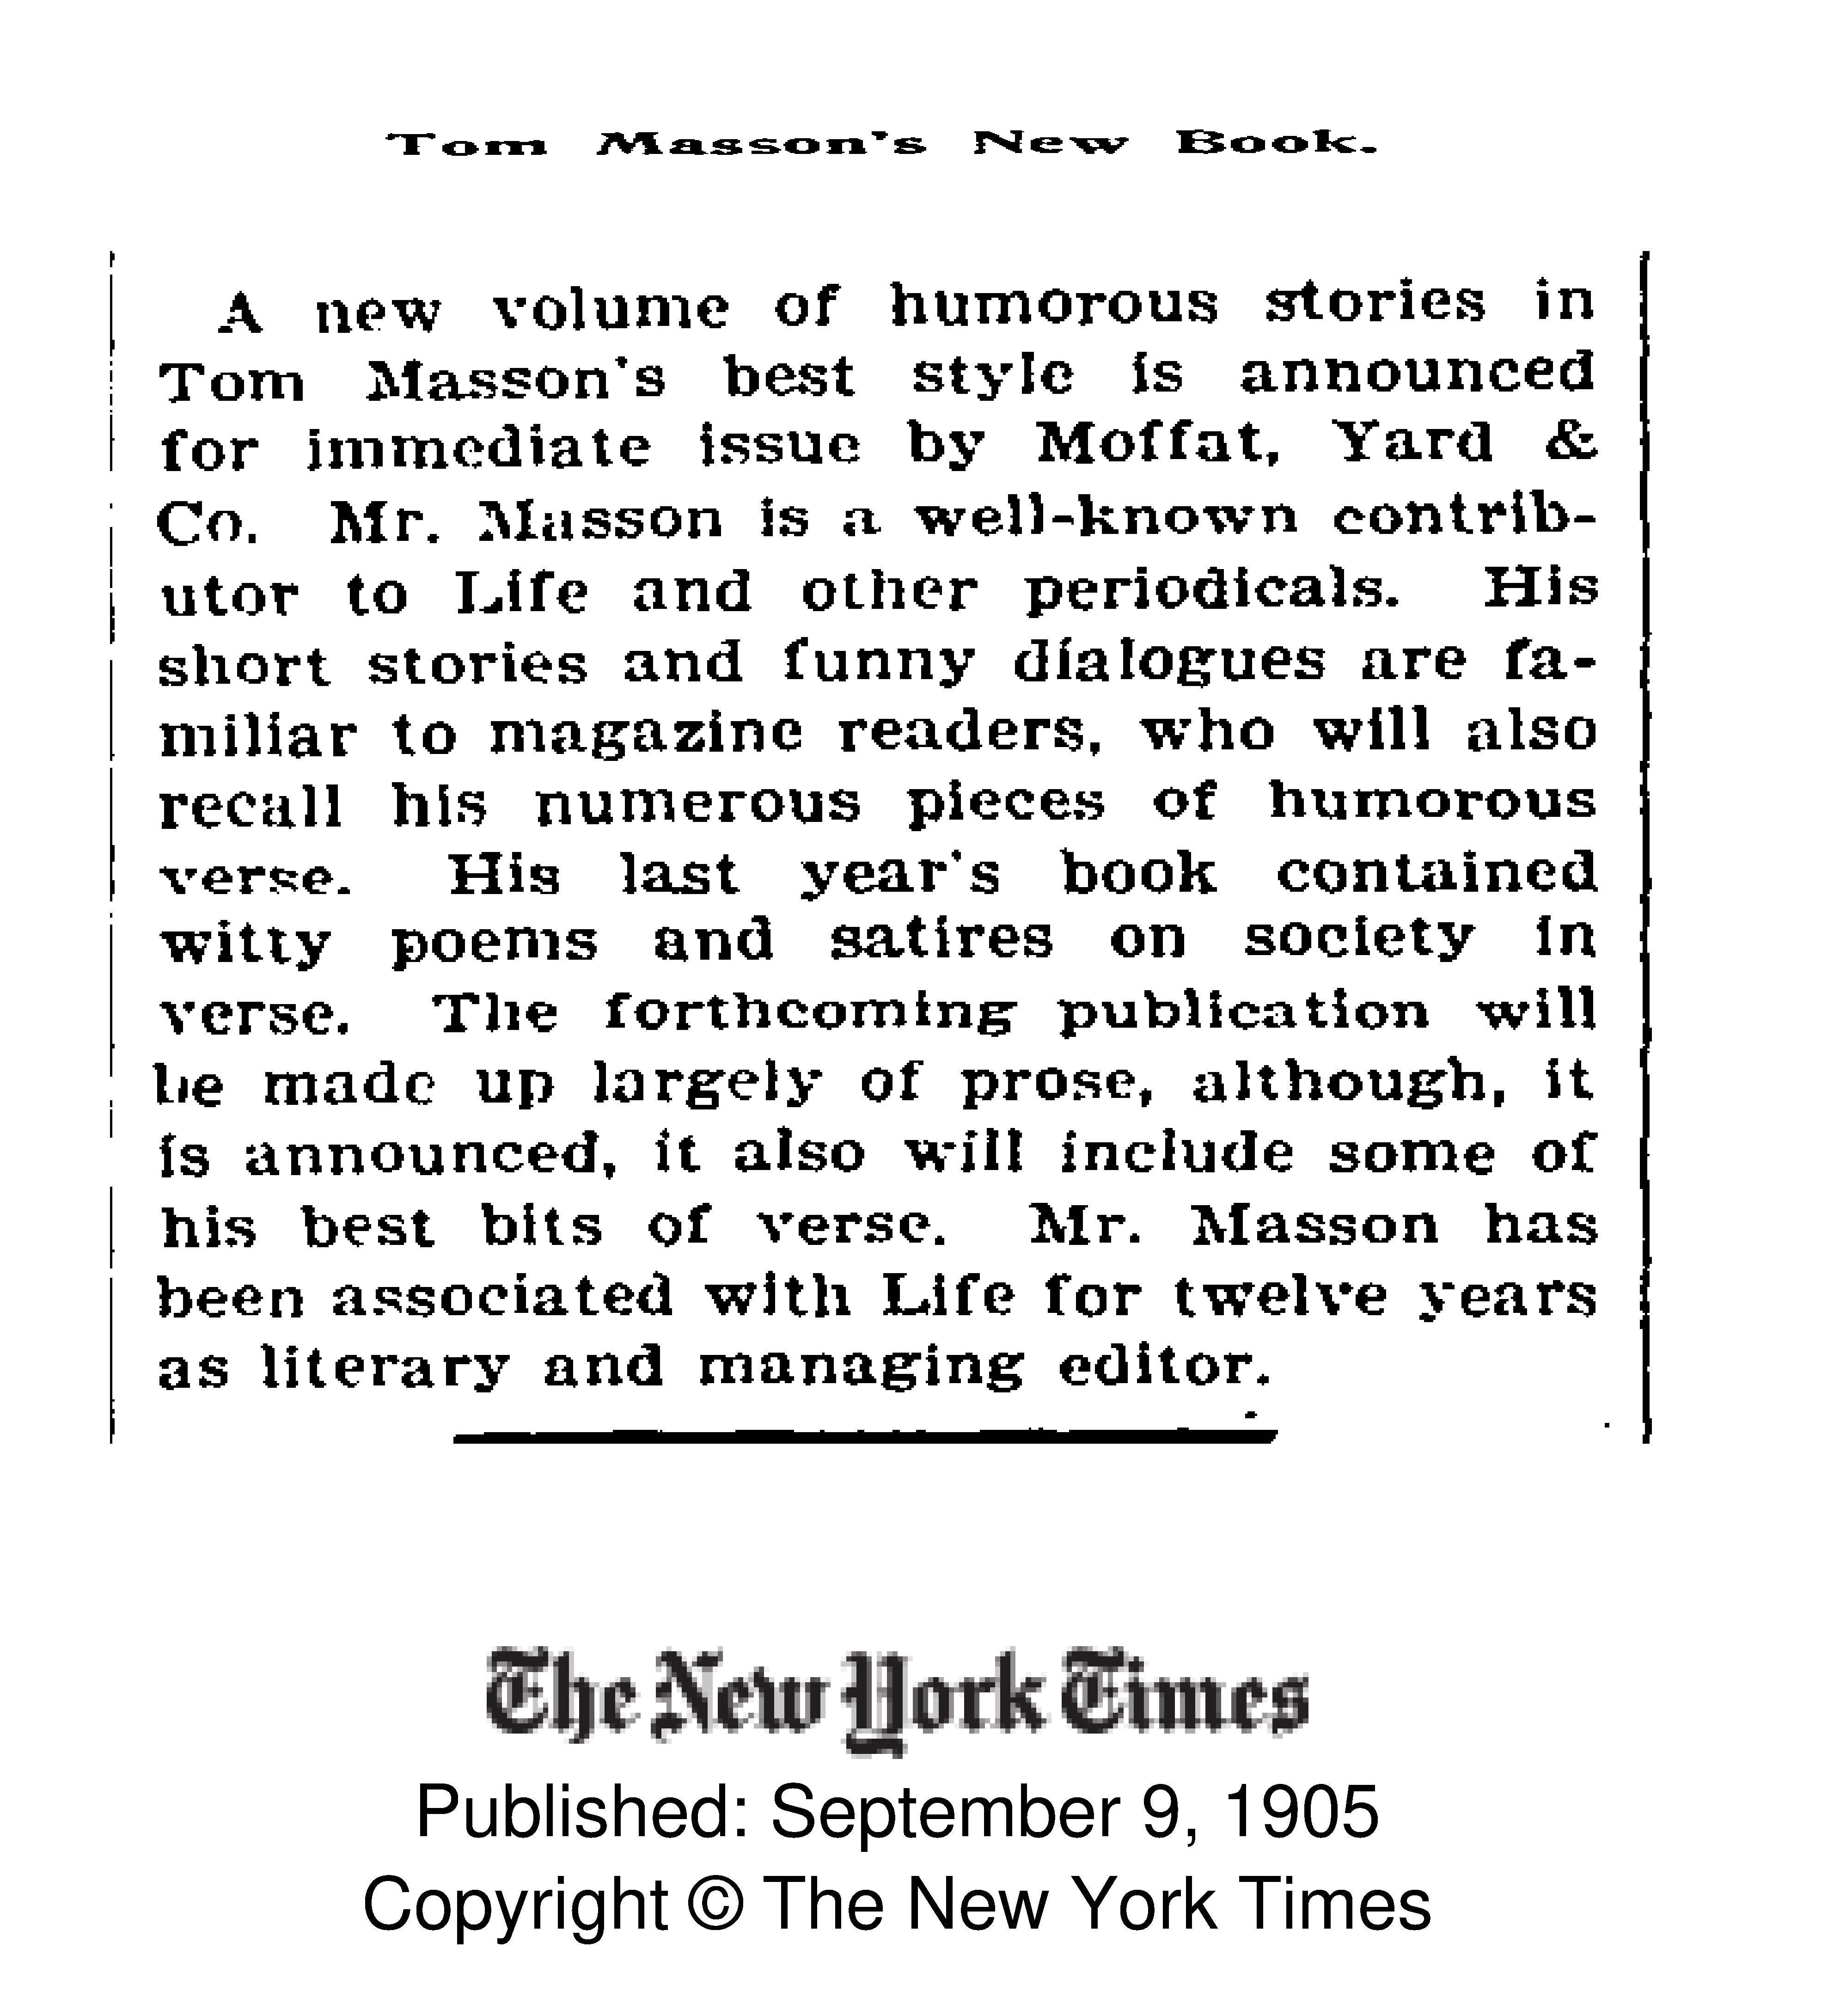 Tom Masson's New Book.
A new volume of humorous stories in
Tom Masson's best style is announced
for immediate issue by Moffat, Yard &
Co. Mr. Masson is a well-known contrib-
utor to Life and other periodicals. His
short stories and funny dialogues are fa-
miliar to magazine readers, who will also
recall his numerous pieces of humorous
verse. His last year's book contained
witty poems and satires on society in
verse. The forthcoming publication will
be made up largely of prose, although, it
is announced, it also will include some of
his best bits of verse. Mr. Masson has
been associated with Life for twelve years
as literary and managing editor.
The New York Times
Published: September 9, 1905
Copyright © The New York Times